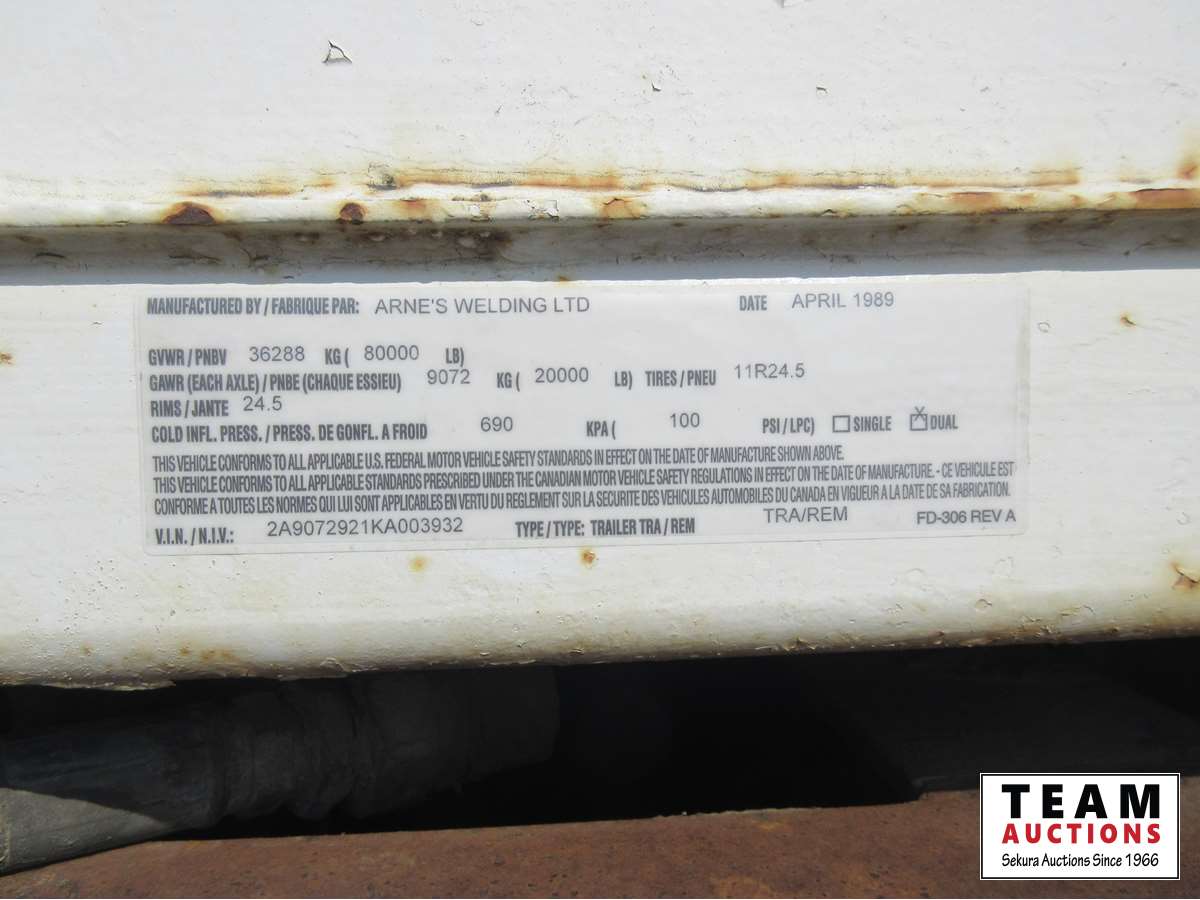 MANUFACTURED BY / FABRIQUE PAR: ARNE'S WELDING LTD DATE APRIL 1989
GVWR / PNBV 36288 KG ( 80000 LB)
GAWR (EACH AXLE) / PNBE (CHAQUE ESSIEU) 9072 KG ( 20000 LB) TIRES / PNEU 11R24.5
RIMS / JANTE 24.5
COLD INFL. PRESS. / PRESS. DE GONFL. A FROID 690 KPA ( 100 PSI / LPC) ☐ SINGLE ☒ DUAL
THIS VEHICLE CONFORMS TO ALL APPLICABLE U.S. FEDERAL MOTOR VEHICLE SAFETY STANDARDS IN EFFECT ON THE DATE OF MANUFACTURE SHOWN ABOVE.
THIS VEHICLE CONFORMS TO ALL APPLICABLE STANDARDS PRESCRIBED UNDER THE CANADIAN MOTOR VEHICLE SAFETY REGULATIONS IN EFFECT ON THE DATE OF MANUFACTURE. - CE VEHICULE EST
CONFORME A TOUTES LES NORMES QUI LUI SONT APPLICABLES EN VERTU DU REGLEMENT SUR LA SECURITE DES VEHICULES AUTOMOBILES DU CANADA EN VIGUEUR A LA DATE DE SA FABRICATION.
V.I.N. / N.I.V.: 2A9072921KA003932 TYPE / TYPE: TRAILER TRA / REM TRA/REM FD-306 REV A
TEAM
AUCTIONS
Sekura Auctions Since 1966